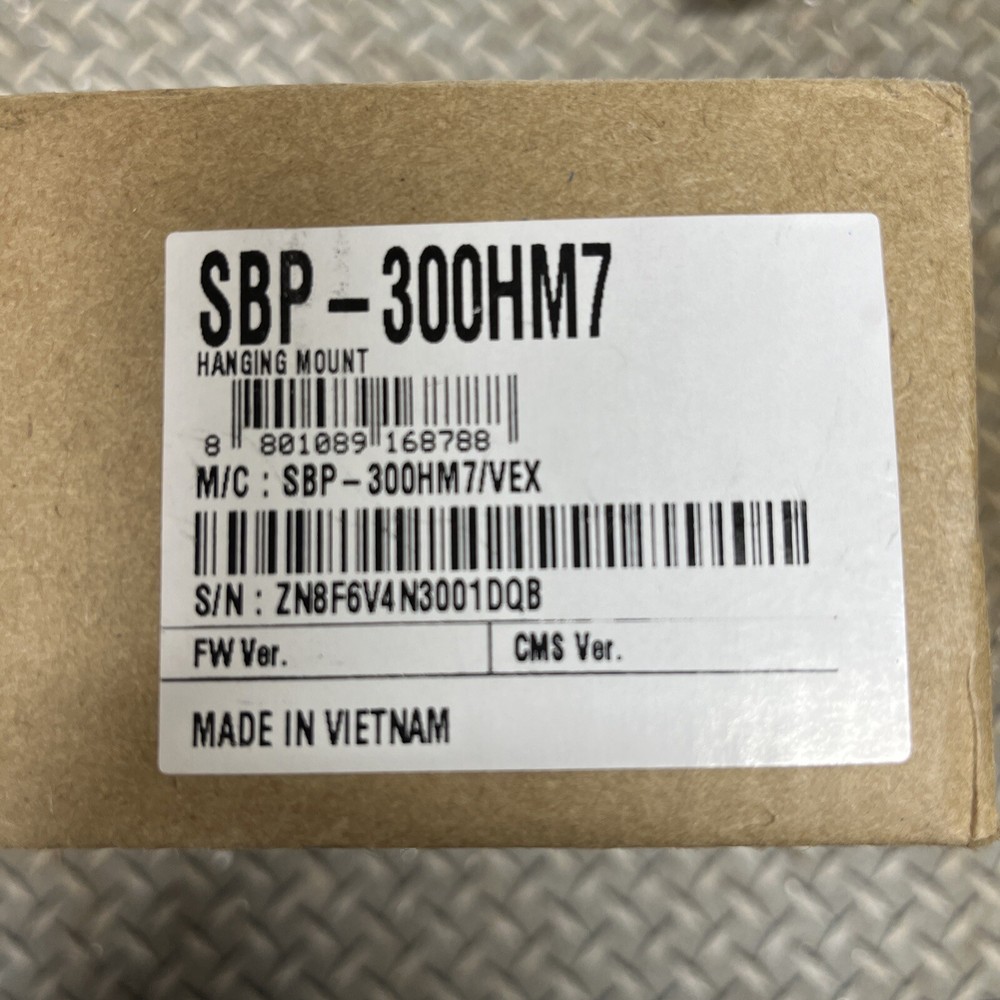 SBP-300HM7
HANGING MOUNT
8 801089 168788
M/C : SBP-300HM7/VEX
S/N : ZN8F6V4N3001DQB
FW Ver. CMS Ver.
MADE IN VIETNAM